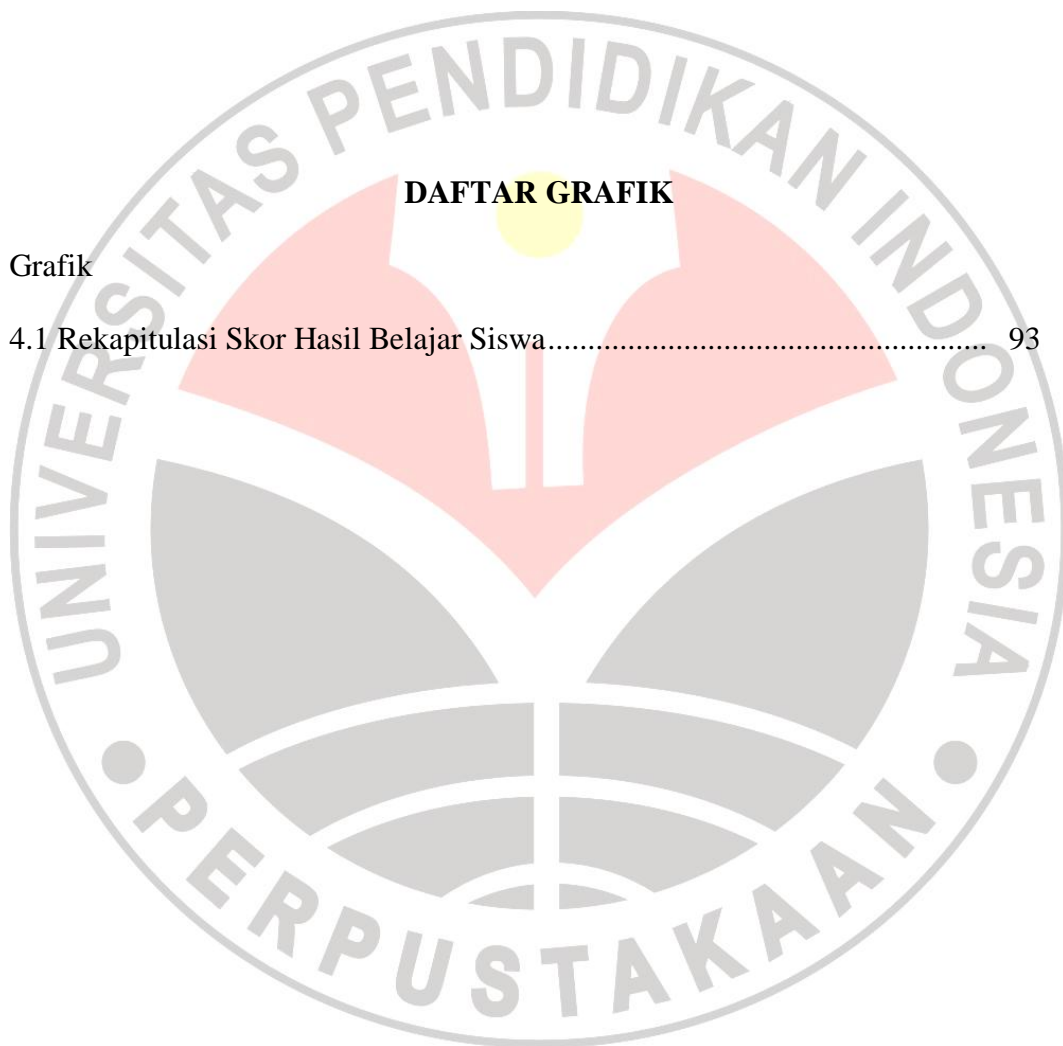 UNIVERSITAS PENDIDIKAN INDONESIA
DAFTAR GRAFIK
Grafik
4.1 Rekapitulasi Skor Hasil Belajar Siswa...................................................... 93
PERPUSTAKAAN